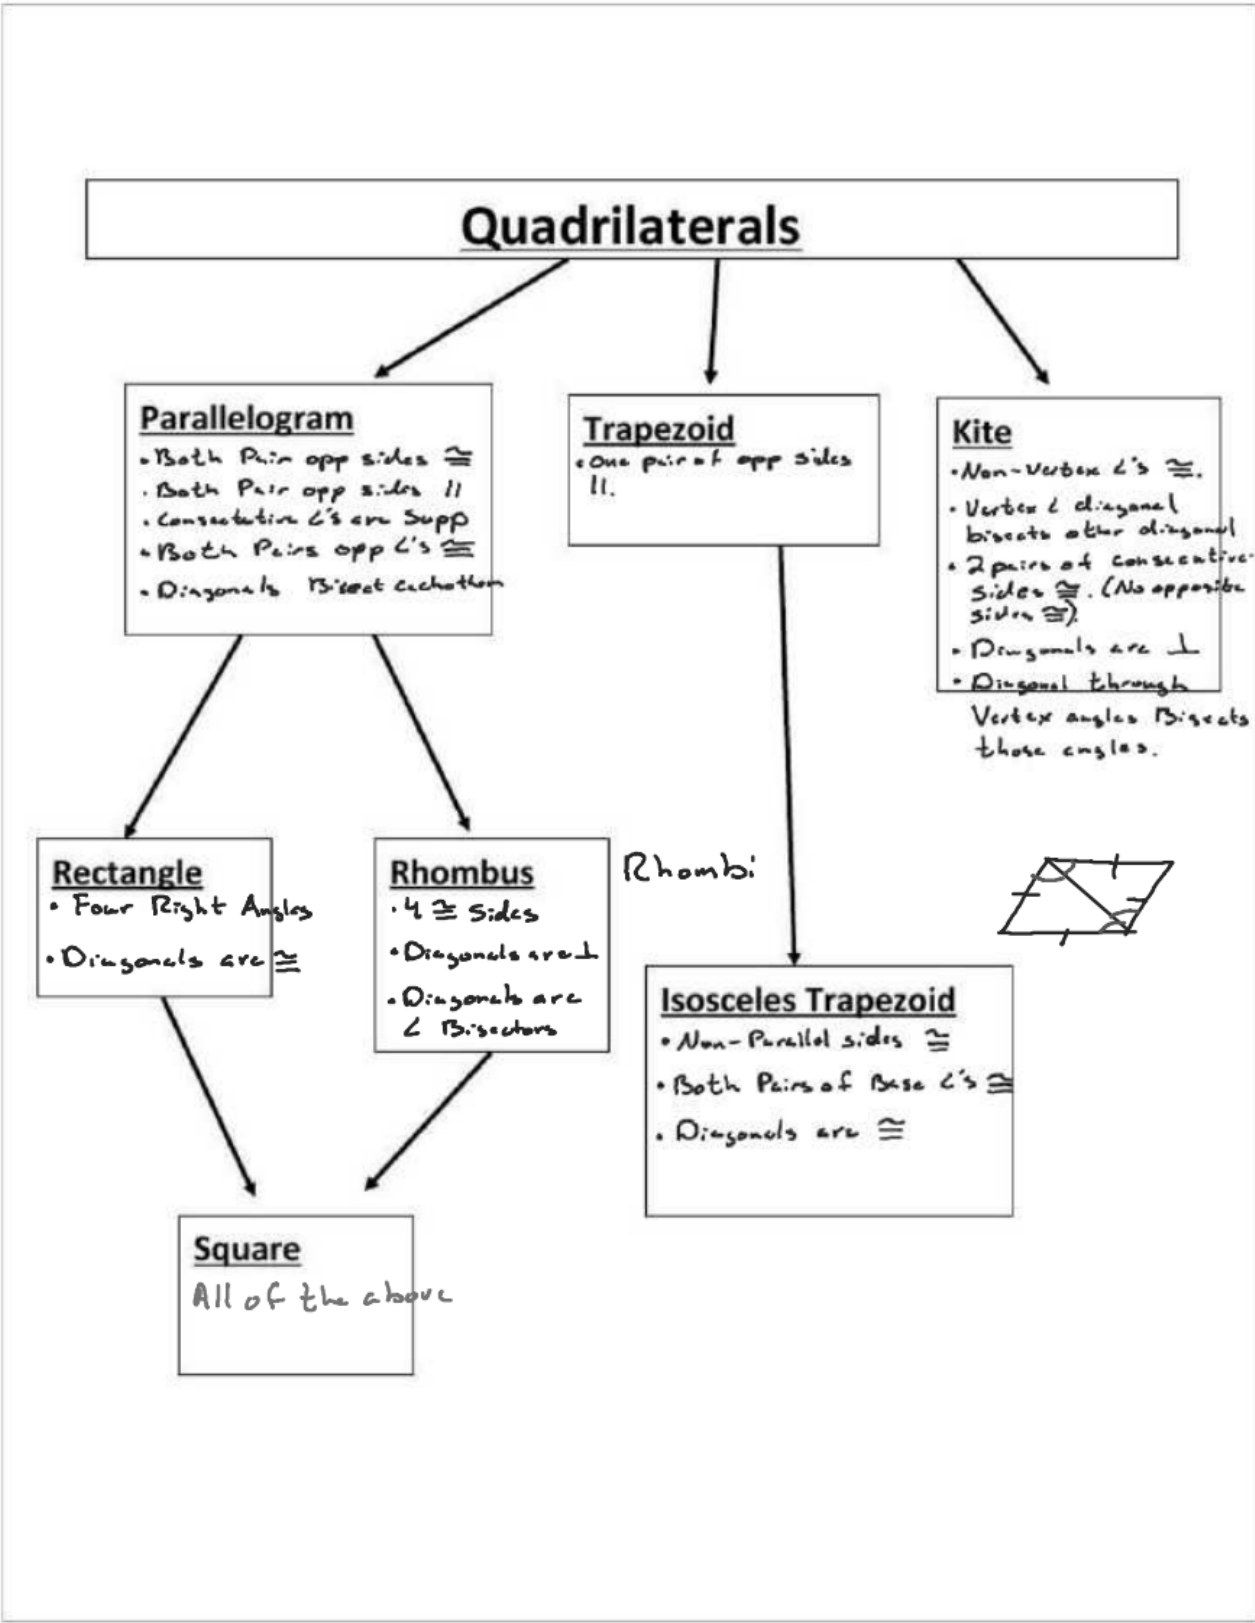 Quadrilaterals
Parallelogram
• Both Pair opp sides ≅
• Both Pair opp sides ||
• Consectutive ∠'s are Supp
• Both Pairs opp ∠'s ≅
• Diagonals Bisect eachother
Trapezoid
• One pair of opp sides
||.
Kite
• Non-Vertex ∠'s ≅.
• Vertex ∠ diagonal
bisects other diagonal
• 2 pairs of consecutive
sides ≅. (No opposite
sides ≅).
• Diagonals are ⊥
• Diagonal through
Vertex angles Bisects
those angles.
Rectangle
• Four Right Angles
• Diagonals are ≅
Rhombus
• 4 ≅ sides
• Diagonals are ⊥
• Diagonals are
∠ Bisectors
Rhombi
Isosceles Trapezoid
• Non-Parallel sides ≅
• Both Pairs of Base ∠'s ≅
• Diagonals are ≅
Square
All of the above